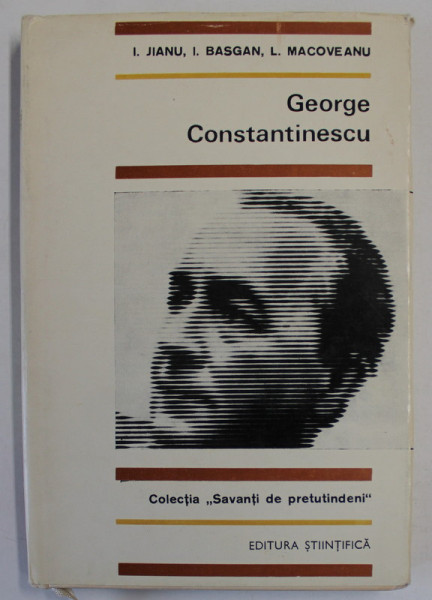 I. JIANU, I. BASGAN, L. MACOVEANU
George
Constantinescu
Colecția „Savanți de pretutindeni"
EDITURA ȘTIINȚIFICĂ